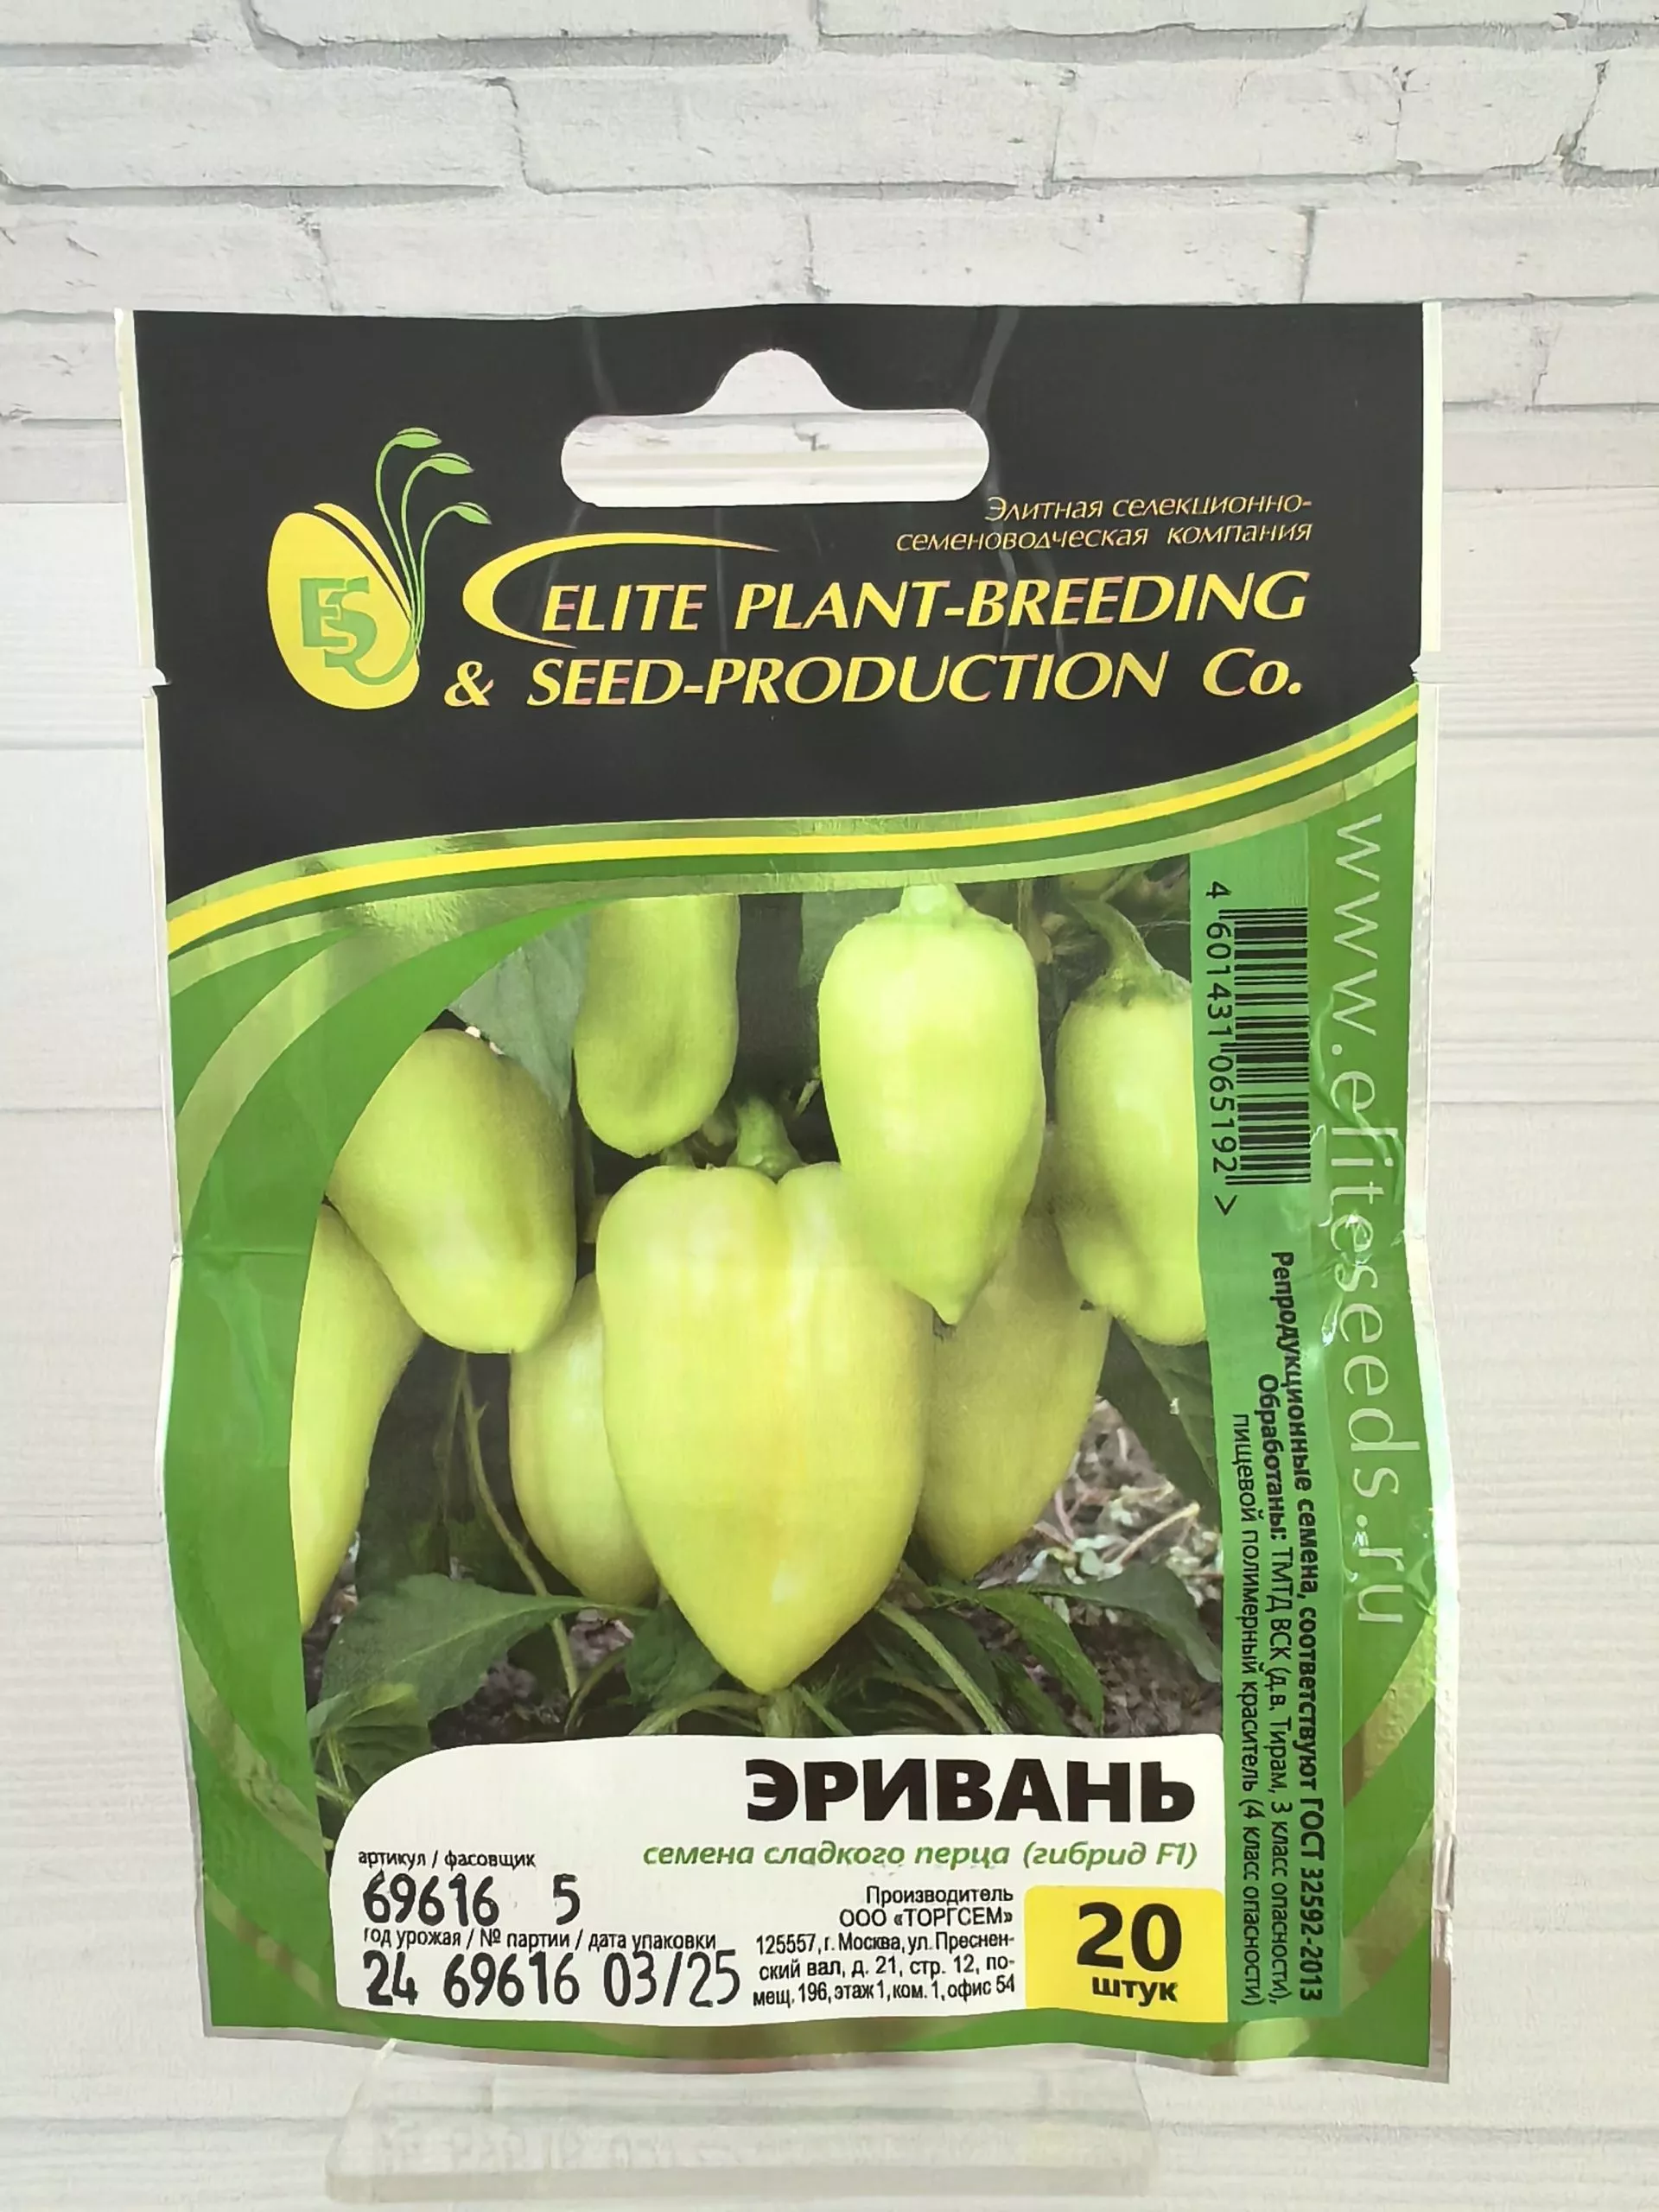 Элитная селекционно-
семеноводческая компания
ES
ELITE PLANT-BREEDING
& SEED-PRODUCTION Co.
www.eliteseeds.ru
4 601431 065192 >
Репродукционные семена, соответствуют ГОСТ 32592-2013
Обработаны: ТМТД ВСК (д.в. Тирам, 3 класс опасности),
пищевой полимерный краситель (4 класс опасности)
ЭРИВАНЬ
семена сладкого перца (гибрид F1)
артикул / фасовщик
69616 5
год урожая / № партии / дата упаковки
24 69616 03/25
Производитель
ООО «ТОРГСЕМ»
125557, г. Москва, ул. Преснен-
ский вал, д. 21, стр. 12, по-
мещ. 196, этаж 1, ком. 1, офис 54
20
штук